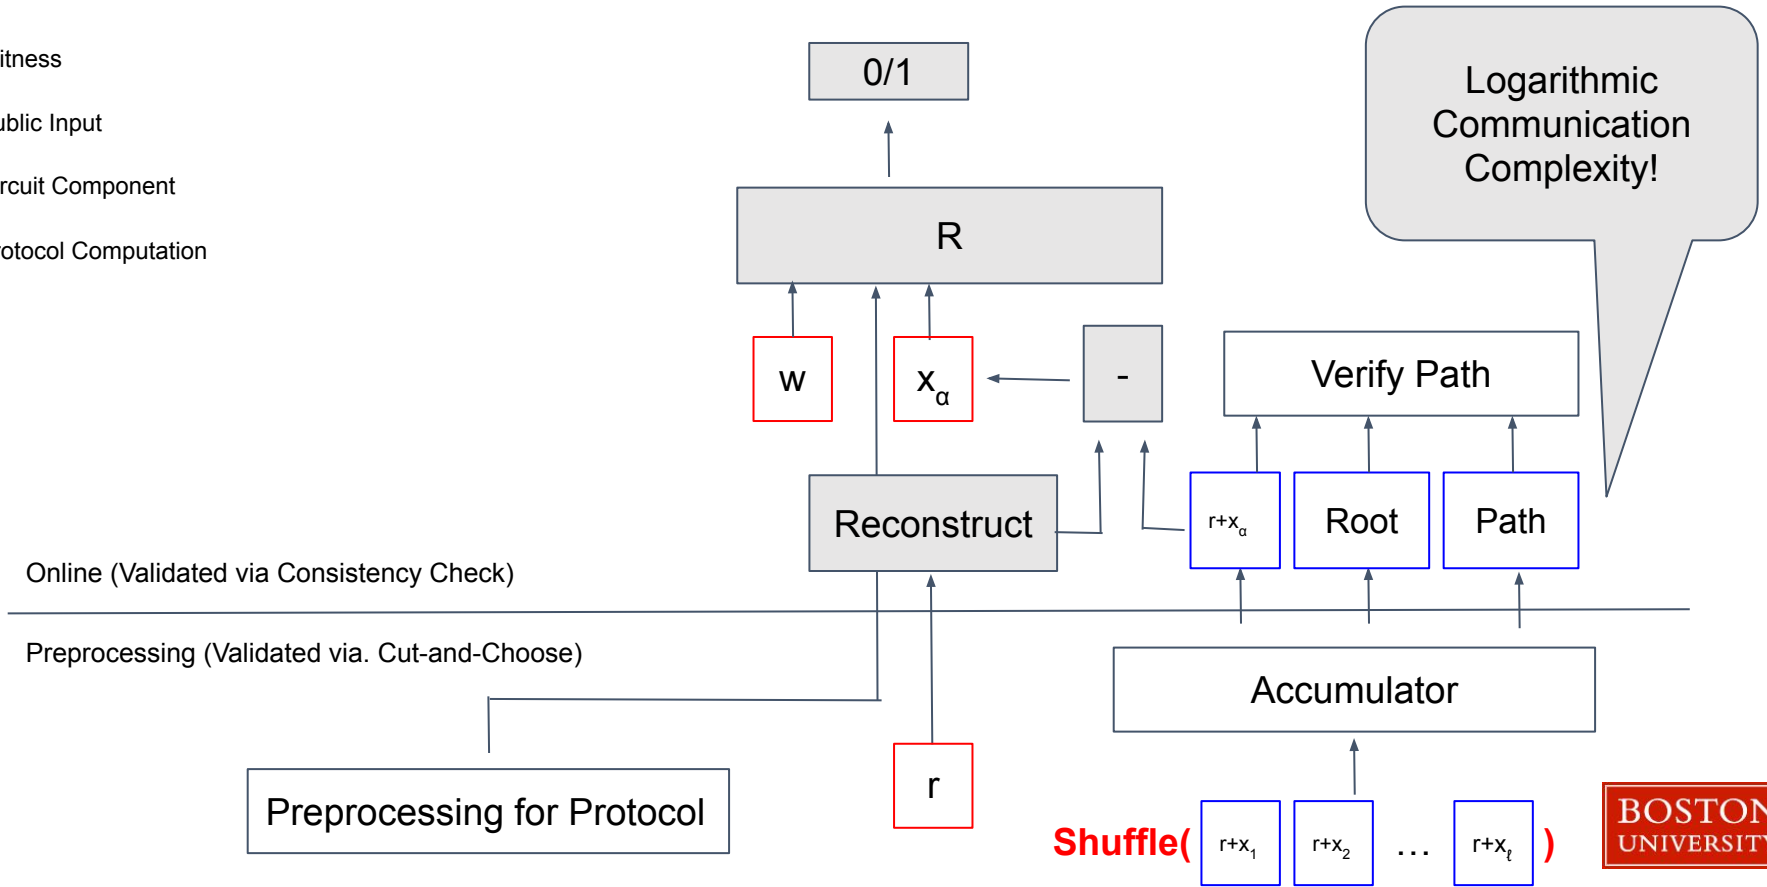 itness
ublic Input
rcuit Component
rotocol Computation
0/1
Logarithmic
Communication
Complexity!
R
w
xα
-
Verify Path
Reconstruct
r+xα
Root
Path
Online (Validated via Consistency Check)
Preprocessing (Validated via. Cut-and-Choose)
Accumulator
Preprocessing for Protocol
r
Shuffle( r+x1 r+x2 ... r+xℓ )
BOSTON
UNIVERSITY